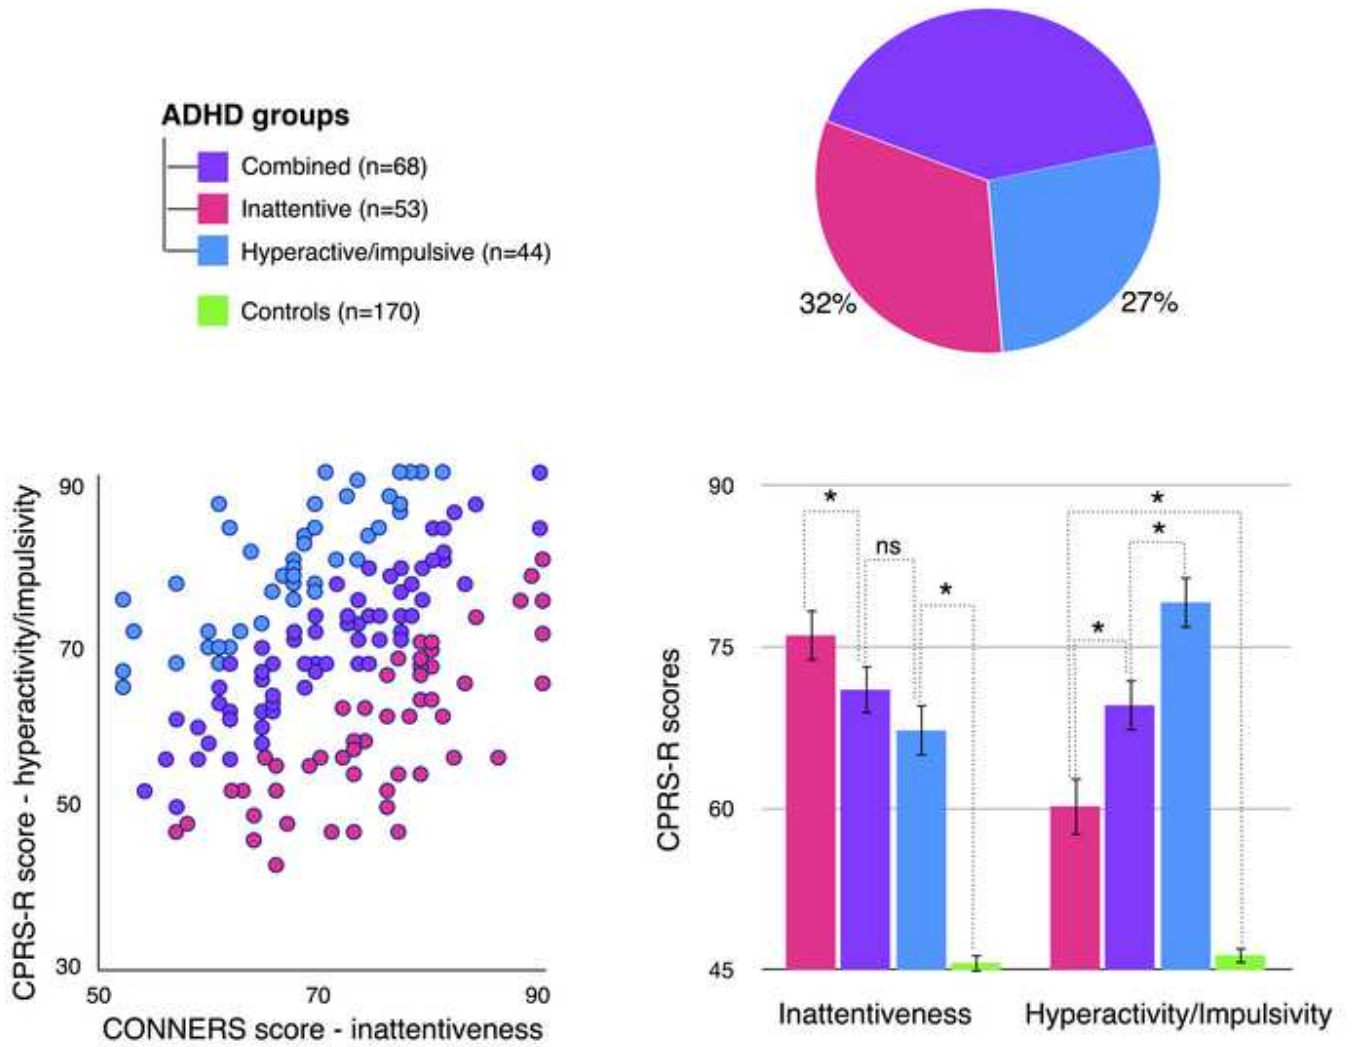 ADHD groups
Combined (n=68)
Inattentive (n=53)
Hyperactive/impulsive (n=44)
Controls (n=170)
32%
27%
CPRS-R score - hyperactivity/impulsivity
90
70
50
30
50 70 90
CONNERS score - inattentiveness
CPRS-R scores
90
75
60
45
*
ns
*
*
*
*
Inattentiveness
Hyperactivity/Impulsivity